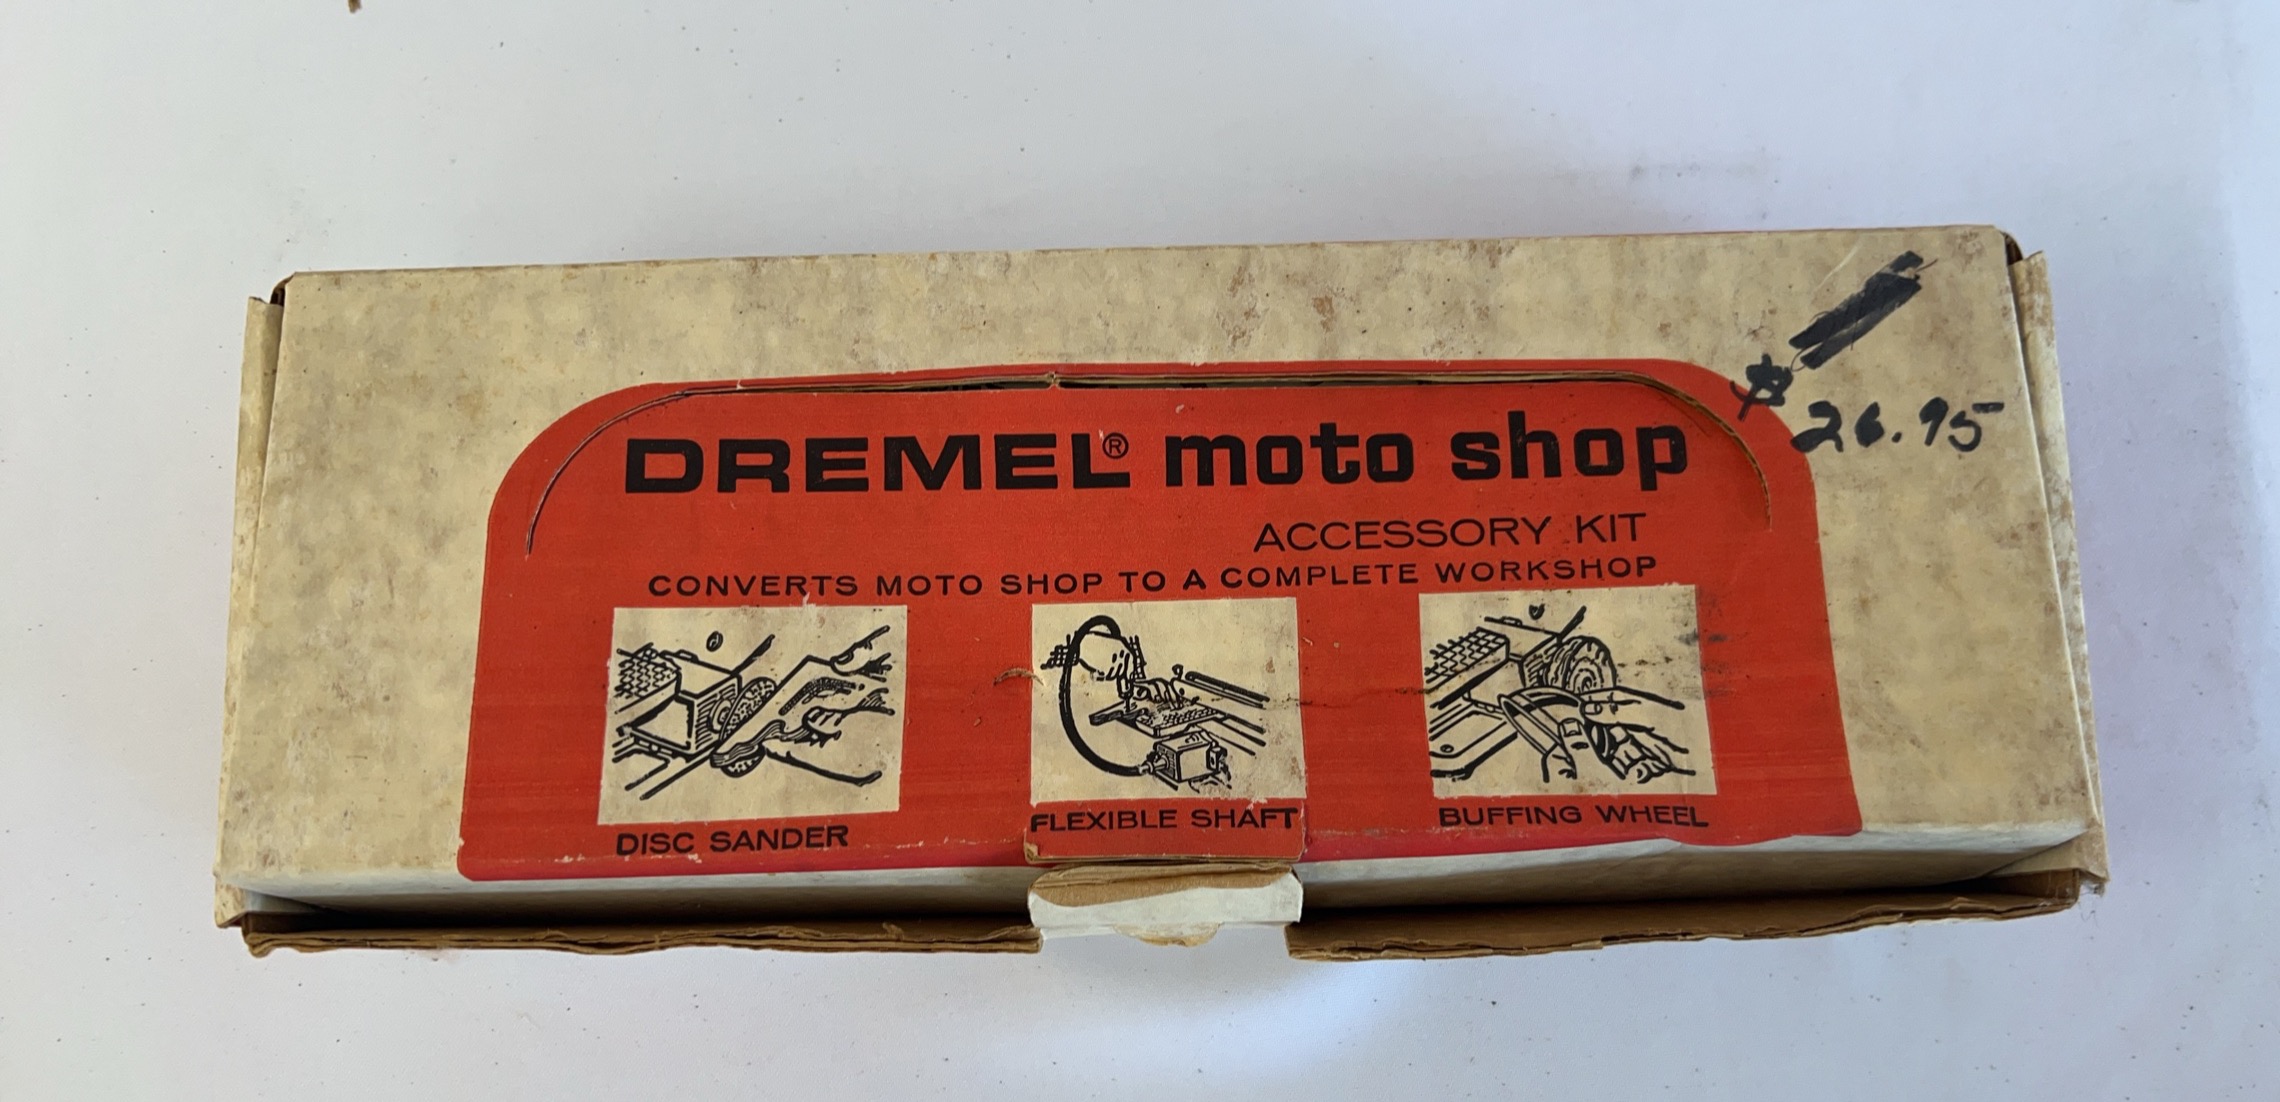 DREMEL® moto shop
$ 26.95
ACCESSORY KIT
CONVERTS MOTO SHOP TO A COMPLETE WORKSHOP
DISC SANDER
FLEXIBLE SHAFT
BUFFING WHEEL